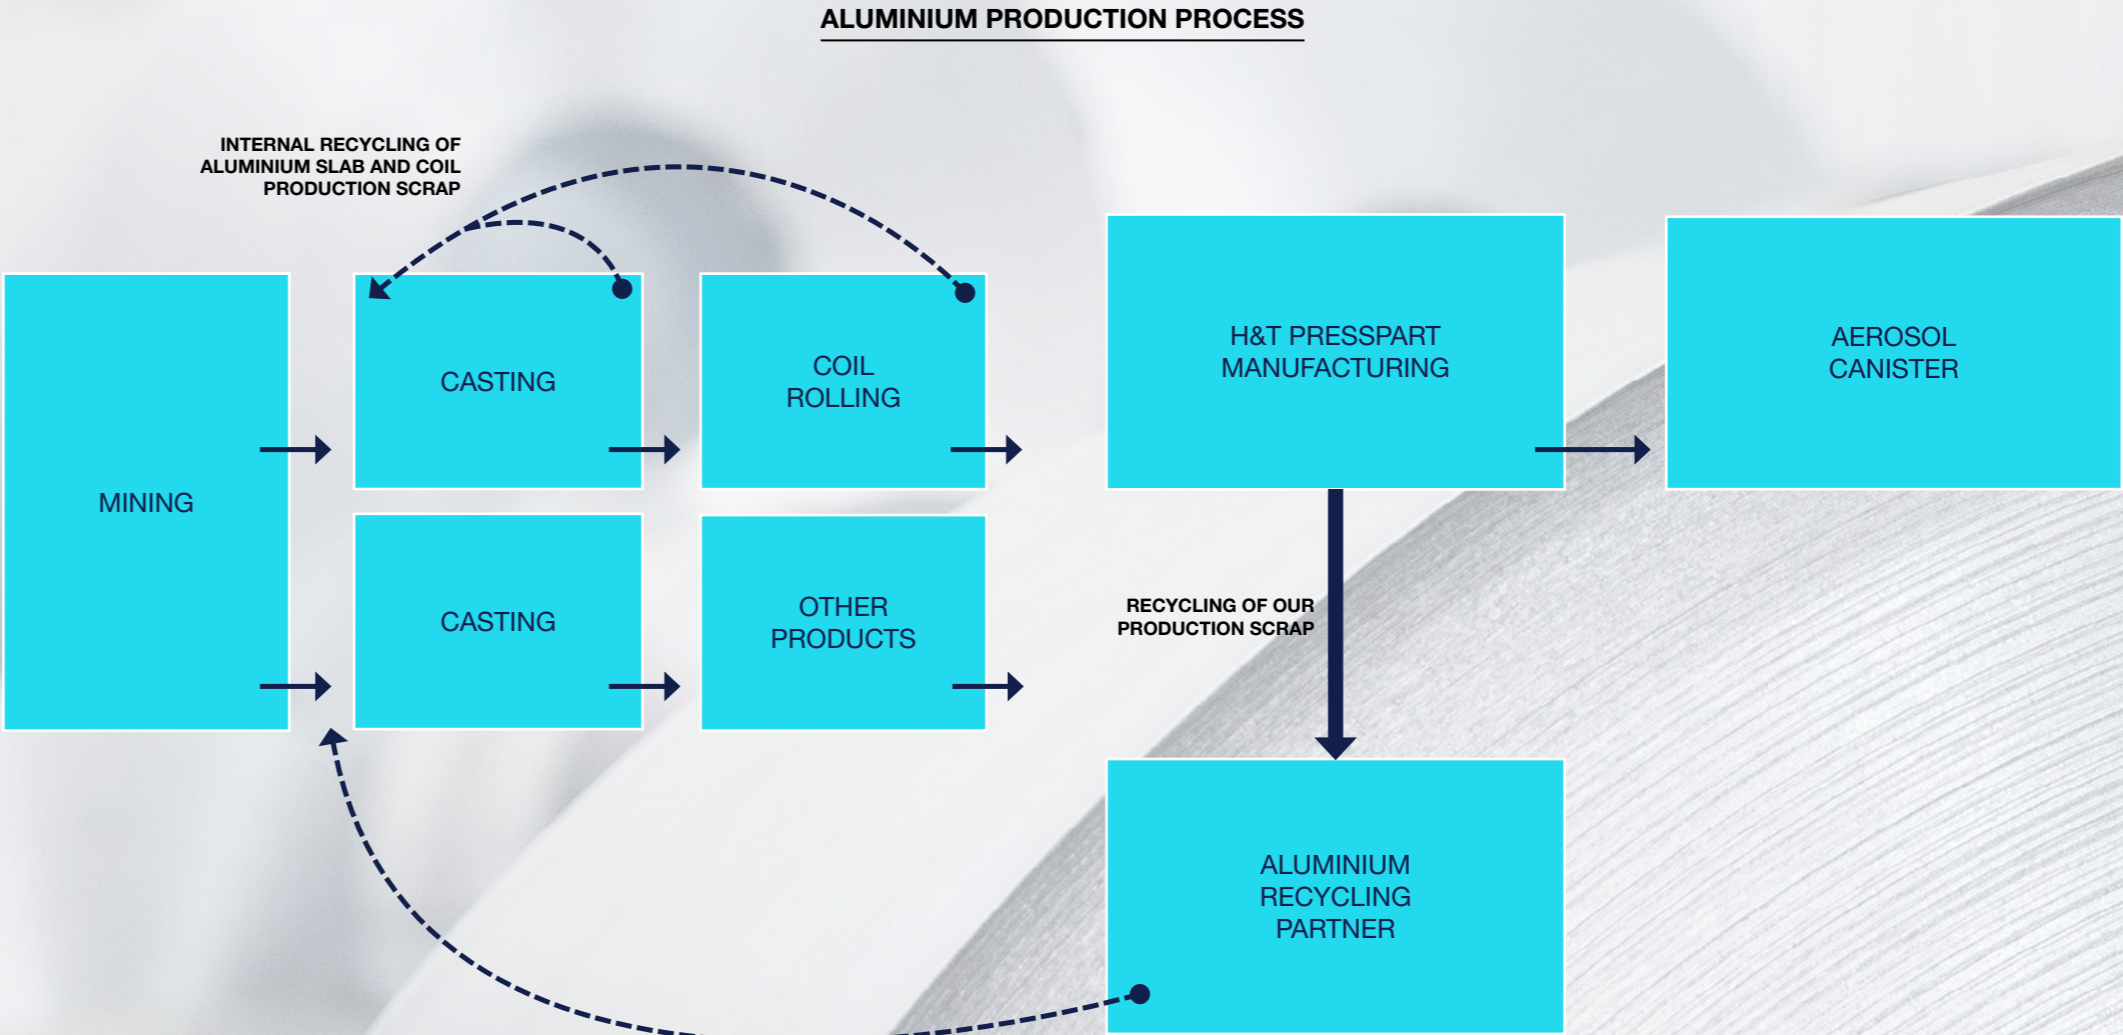 ALUMINIUM PRODUCTION PROCESS
INTERNAL RECYCLING OF
ALUMINIUM SLAB AND COIL
PRODUCTION SCRAP
MINING
CASTING
COIL
ROLLING
H&T PRESSPART
MANUFACTURING
AEROSOL
CANISTER
CASTING
OTHER
PRODUCTS
RECYCLING OF OUR
PRODUCTION SCRAP
ALUMINIUM
RECYCLING
PARTNER